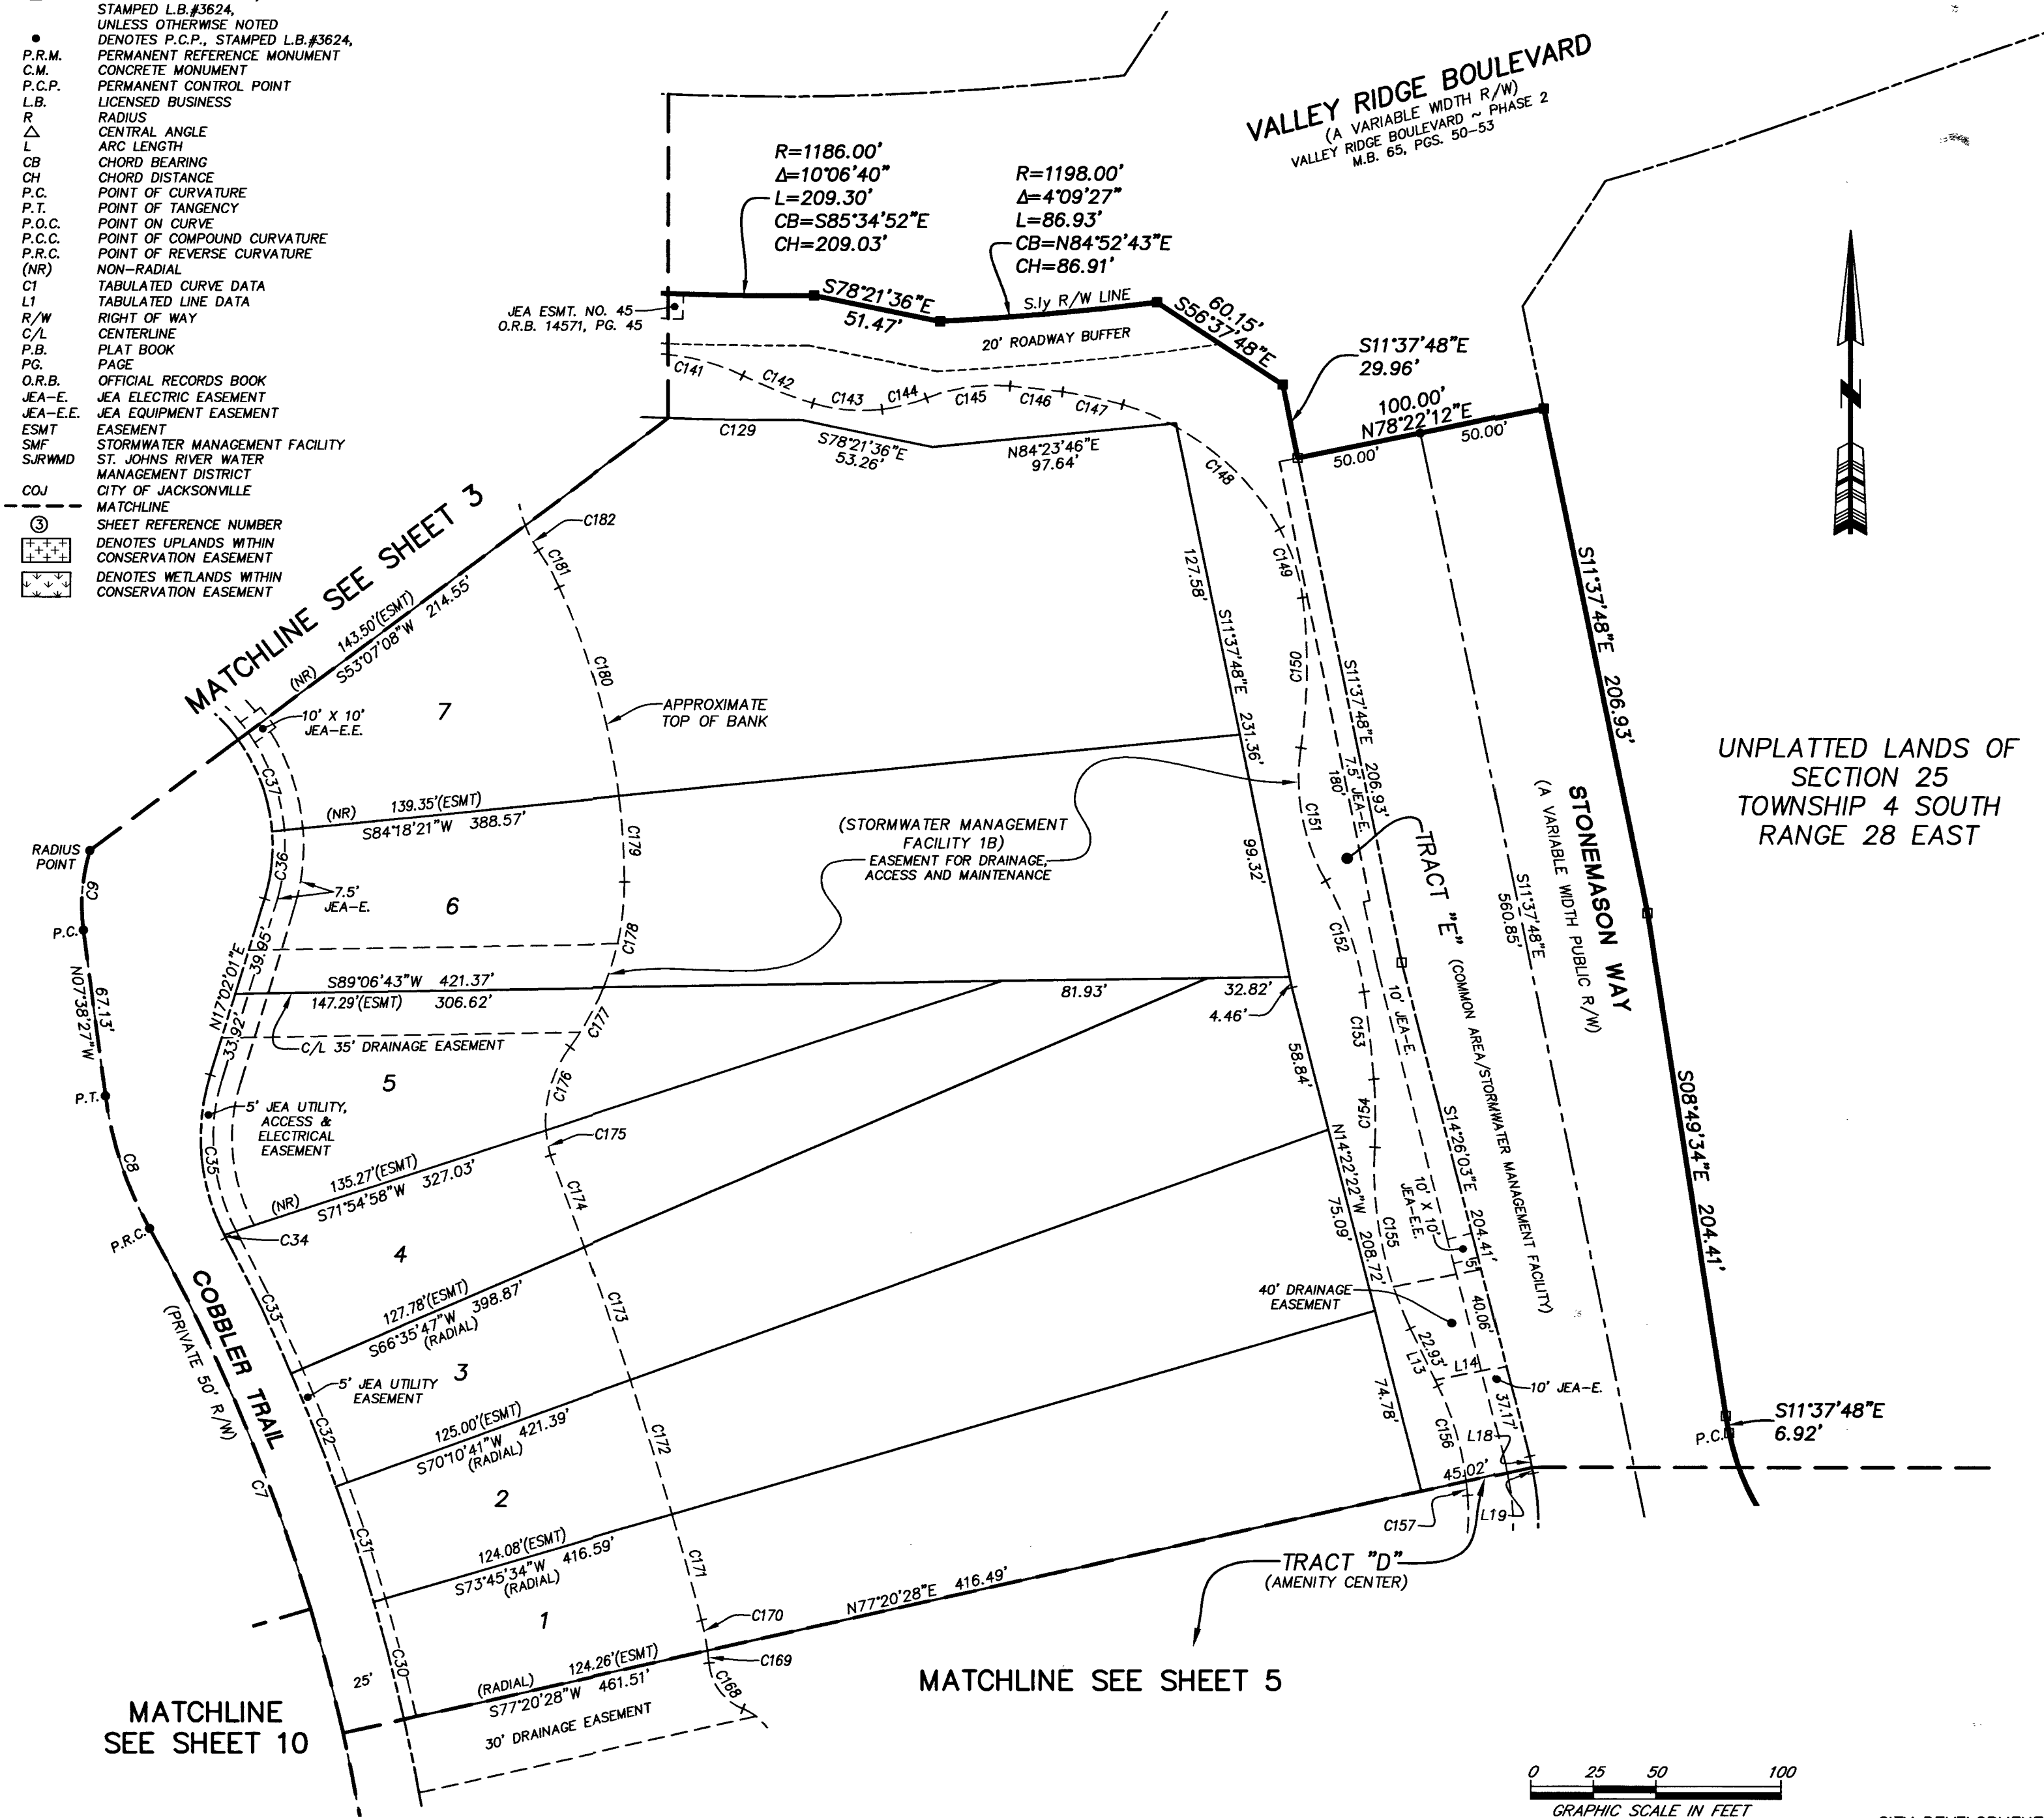 STAMPED L.B.#3624,
UNLESS OTHERWISE NOTED
DENOTES P.C.P., STAMPED L.B.#3624,
P.R.M. PERMANENT REFERENCE MONUMENT
C.M. CONCRETE MONUMENT
P.C.P. PERMANENT CONTROL POINT
L.B. LICENSED BUSINESS
R RADIUS
△ CENTRAL ANGLE
L ARC LENGTH
CB CHORD BEARING
CH CHORD DISTANCE
P.C. POINT OF CURVATURE
P.T. POINT OF TANGENCY
P.O.C. POINT ON CURVE
P.C.C. POINT OF COMPOUND CURVATURE
P.R.C. POINT OF REVERSE CURVATURE
(NR) NON-RADIAL
C1 TABULATED CURVE DATA
L1 TABULATED LINE DATA
R/W RIGHT OF WAY
C/L CENTERLINE
P.B. PLAT BOOK
PG. PAGE
O.R.B. OFFICIAL RECORDS BOOK
JEA-E. JEA ELECTRIC EASEMENT
JEA-E.E. JEA EQUIPMENT EASEMENT
ESMT EASEMENT
SMF STORMWATER MANAGEMENT FACILITY
SJRWMD ST. JOHNS RIVER WATER
MANAGEMENT DISTRICT
COJ CITY OF JACKSONVILLE
MATCHLINE
③ SHEET REFERENCE NUMBER
DENOTES UPLANDS WITHIN
CONSERVATION EASEMENT
DENOTES WETLANDS WITHIN
CONSERVATION EASEMENT
VALLEY RIDGE BOULEVARD
(A VARIABLE WIDTH R/W)
VALLEY RIDGE BOULEVARD ~ PHASE 2
M.B. 65, PGS. 50-53
R=1186.00'
Δ=10°06'40"
L=209.30'
CB=S85°34'52"E
CH=209.03'
R=1198.00'
Δ=4°09'27"
L=86.93'
CB=N84°52'43"E
CH=86.91'
JEA ESMT. NO. 45
O.R.B. 14571, PG. 45
S78°21'36"E
51.47'
S.ly R/W LINE
20' ROADWAY BUFFER
60.15'
S56°37'48"E
S11°37'48"E
29.96'
100.00'
N78°22'12"E
50.00'
50.00'
C141
C142
C143
C144
C145
C146
C147
C148
C149
C150
C129
S78°21'36"E
53.26'
N84°23'46"E
97.64'
MATCHLINE SEE SHEET 3
143.50'(ESMT)
(NR)
S53°07'08"W 214.55'
C182
C181
C180
127.58'
S11°37'48"E 231.36'
S11°37'48"E 206.93'
7.5' JEA-E.
180'
S11°37'48"E 206.93'
10' X 10'
JEA-E.E.
7
APPROXIMATE
TOP OF BANK
UNPLATTED LANDS OF
SECTION 25
TOWNSHIP 4 SOUTH
RANGE 28 EAST
C37
(NR) 139.35'(ESMT)
S84°18'21"W 388.57'
C179
(STORMWATER MANAGEMENT
FACILITY 1B)
EASEMENT FOR DRAINAGE,
ACCESS AND MAINTENANCE
C151
99.32'
TRACT "E"
(COMMON AREA/STORMWATER MANAGEMENT FACILITY)
STONEMASON WAY
(A VARIABLE WIDTH PUBLIC R/W)
S11°37'48"E
560.85'
RADIUS
POINT
C9
C36
7.5'
JEA-E.
6
P.C.
N17°02'01"E
39.95'
C178
C152
S89°06'43"W 421.37'
147.29'(ESMT) 306.62'
81.93'
32.82'
4.46'
67.13'
N07°38'27"W
33.92'
C/L 35' DRAINAGE EASEMENT
C177
C153
10' JEA-E.
58.84'
5
C176
P.T.
5' JEA UTILITY,
ACCESS &
ELECTRICAL
EASEMENT
C175
C154
S14°26'03"E 204.41'
S08°49'34"E 204.41'
C35
C8
135.27'(ESMT)
(NR)
S71°54'58"W 327.03'
C174
N14°22'22"W 208.72'
75.09'
C155
10' X 10'
JEA-E.E.
15'
P.R.C.
C34
4
COBBLER TRAIL
(PRIVATE 50' R/W)
C33
127.78'(ESMT)
S66°35'47"W 398.87'
(RADIAL)
C173
40' DRAINAGE
EASEMENT
40.06'
3
5' JEA UTILITY
EASEMENT
C32
22.93'
L13
L14
10' JEA-E.
74.78'
37.17'
125.00'(ESMT)
S70°10'41"W 421.39'
(RADIAL)
C172
C156
L18
S11°37'48"E
6.92'
P.C.
C7
2
45.02'
C157
L19
C31
124.08'(ESMT)
S73°45'34"W 416.59'
(RADIAL)
C171
TRACT "D"
(AMENITY CENTER)
N77°20'28"E 416.49'
1
C170
C30
124.26'(ESMT)
(RADIAL)
S77°20'28"W 461.51'
C169
C168
25'
30' DRAINAGE EASEMENT
MATCHLINE SEE SHEET 5
MATCHLINE
SEE SHEET 10
0 25 50 100
GRAPHIC SCALE IN FEET